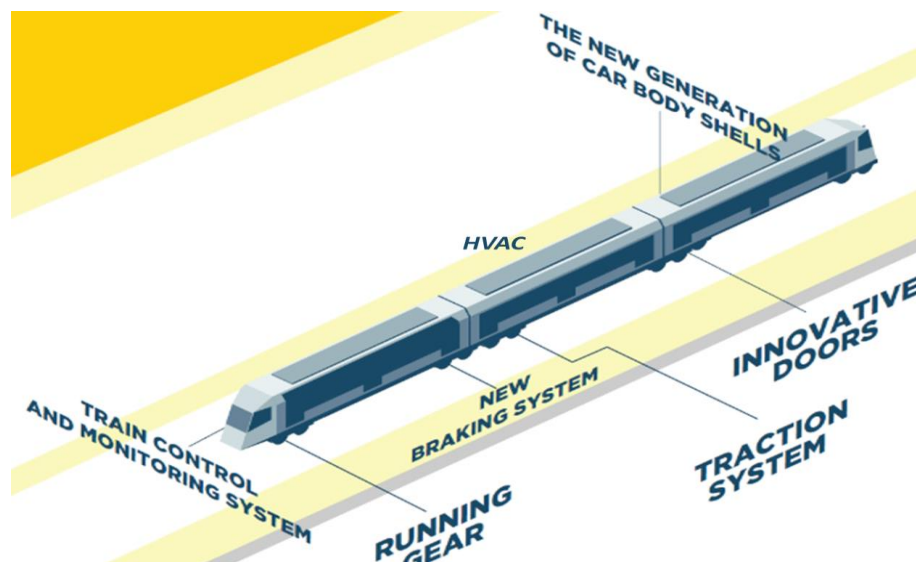 THE NEW GENERATION
OF CAR BODY SHELLS
HVAC
INNOVATIVE
DOORS
NEW
BRAKING SYSTEM
TRACTION
SYSTEM
TRAIN CONTROL
AND MONITORING SYSTEM
RUNNING
GEAR